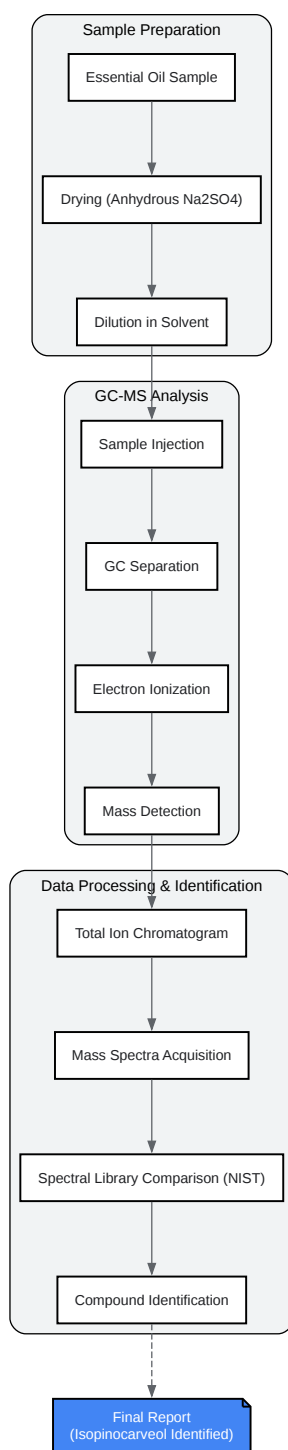 Sample Preparation
Essential Oil Sample
Drying (Anhydrous Na2SO4)
Dilution in Solvent
GC-MS Analysis
Sample Injection
GC Separation
Electron Ionization
Mass Detection
Data Processing & Identification
Total Ion Chromatogram
Mass Spectra Acquisition
Spectral Library Comparison (NIST)
Compound Identification
Final Report
(Isopinocarveol Identified)